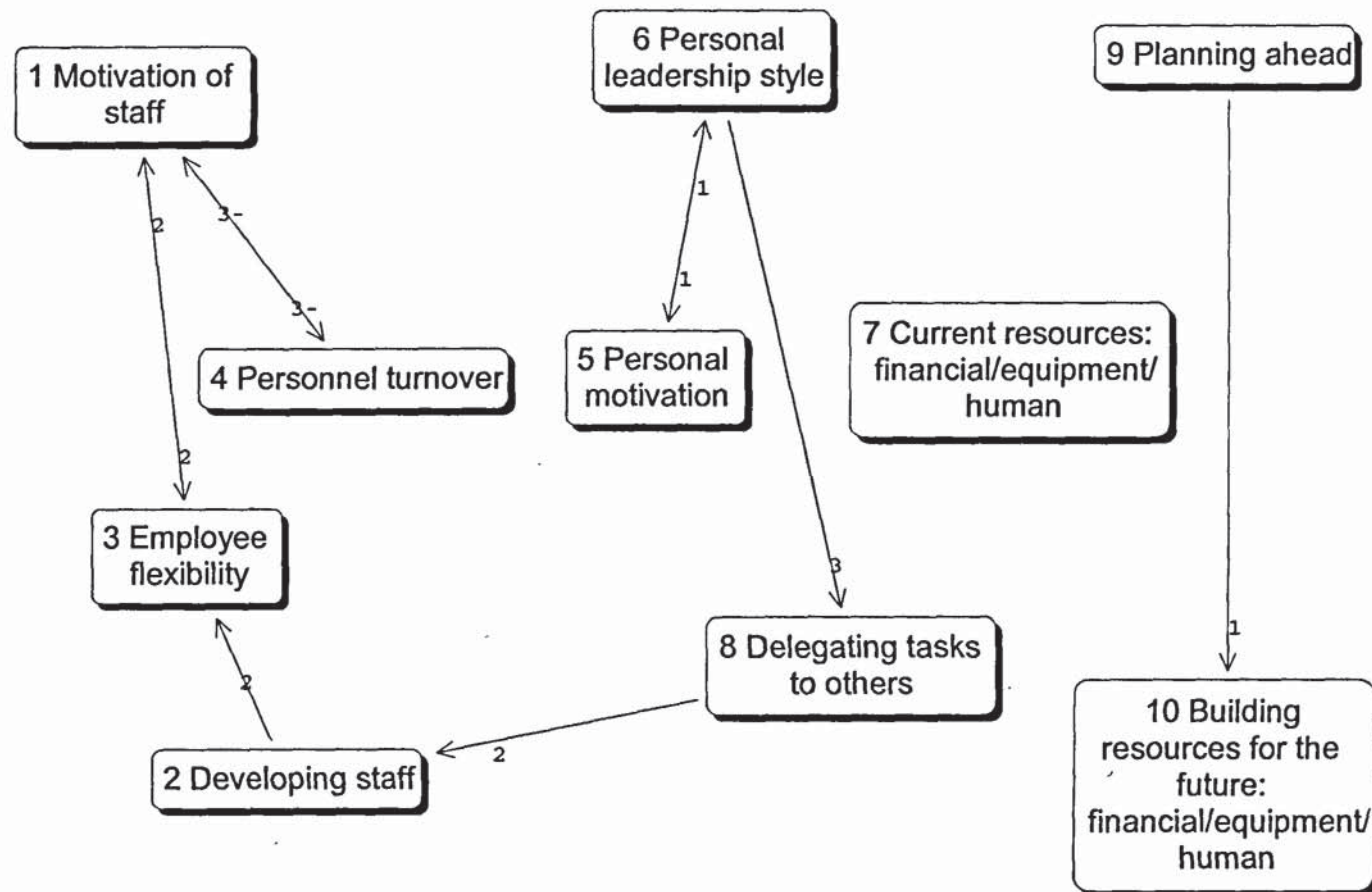 1 Motivation of
staff
6 Personal
leadership style
9 Planning ahead
2
3-
3-
2
1
1
4 Personnel turnover
5 Personal
motivation
7 Current resources:
financial/equipment/
human
3 Employee
flexibility
3
8 Delegating tasks
to others
1
2
2
2 Developing staff
10 Building
resources for the
future:
financial/equipment/
human